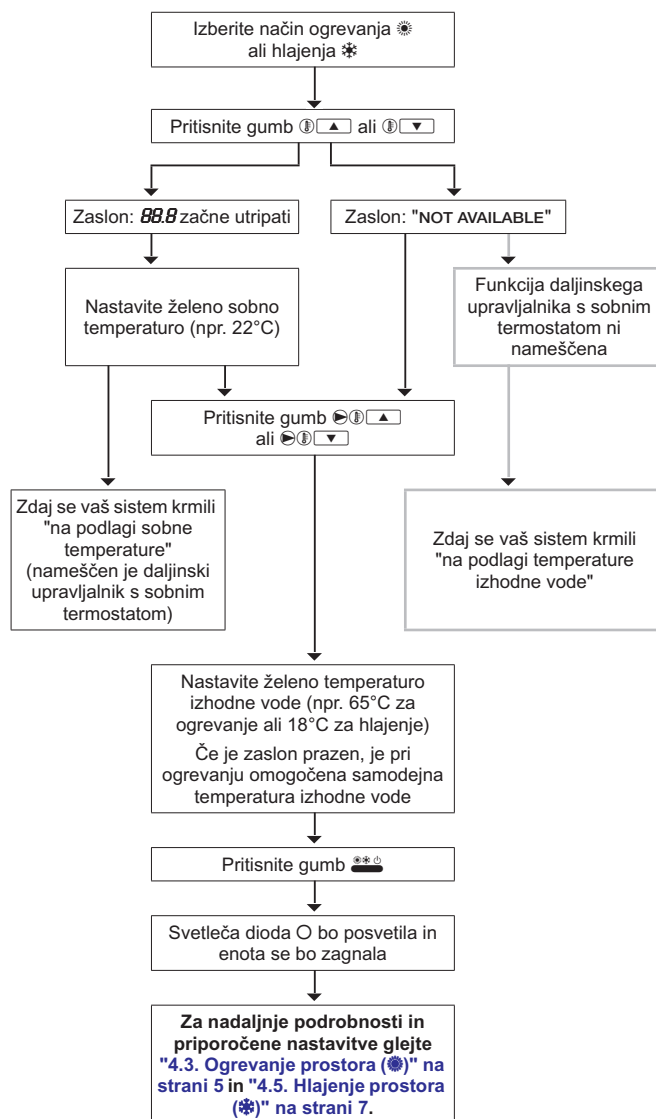 Izberite način ogrevanja ☀
ali hlajenja ❄
Pritisnite gumb ▲ ali ▼
Zaslon: 88.8 začne utripati
Zaslon: "NOT AVAILABLE"
Nastavite želeno sobno
temperaturo (npr. 22°C)
Funkcija daljinskega
upravljalnika s sobnim
termostatom ni
nameščena
Pritisnite gumb ▲
ali ▼
Zdaj se vaš sistem krmili
"na podlagi sobne
temperature"
(nameščen je daljinski
upravljalnik s sobnim
termostatom)
Zdaj se vaš sistem krmili
"na podlagi temperature
izhodne vode"
Nastavite želeno temperaturo
izhodne vode (npr. 65°C za
ogrevanje ali 18°C za hlajenje)
Če je zaslon prazen, je pri
ogrevanju omogočena samodejna
temperatura izhodne vode
Pritisnite gumb
Svetleča dioda O bo posvetila in
enota se bo zagnala
Za nadaljnje podrobnosti in
priporočene nastavitve glejte
"4.3. Ogrevanje prostora (☀)" na
strani 5 in "4.5. Hlajenje prostora
(❄)" na strani 7.